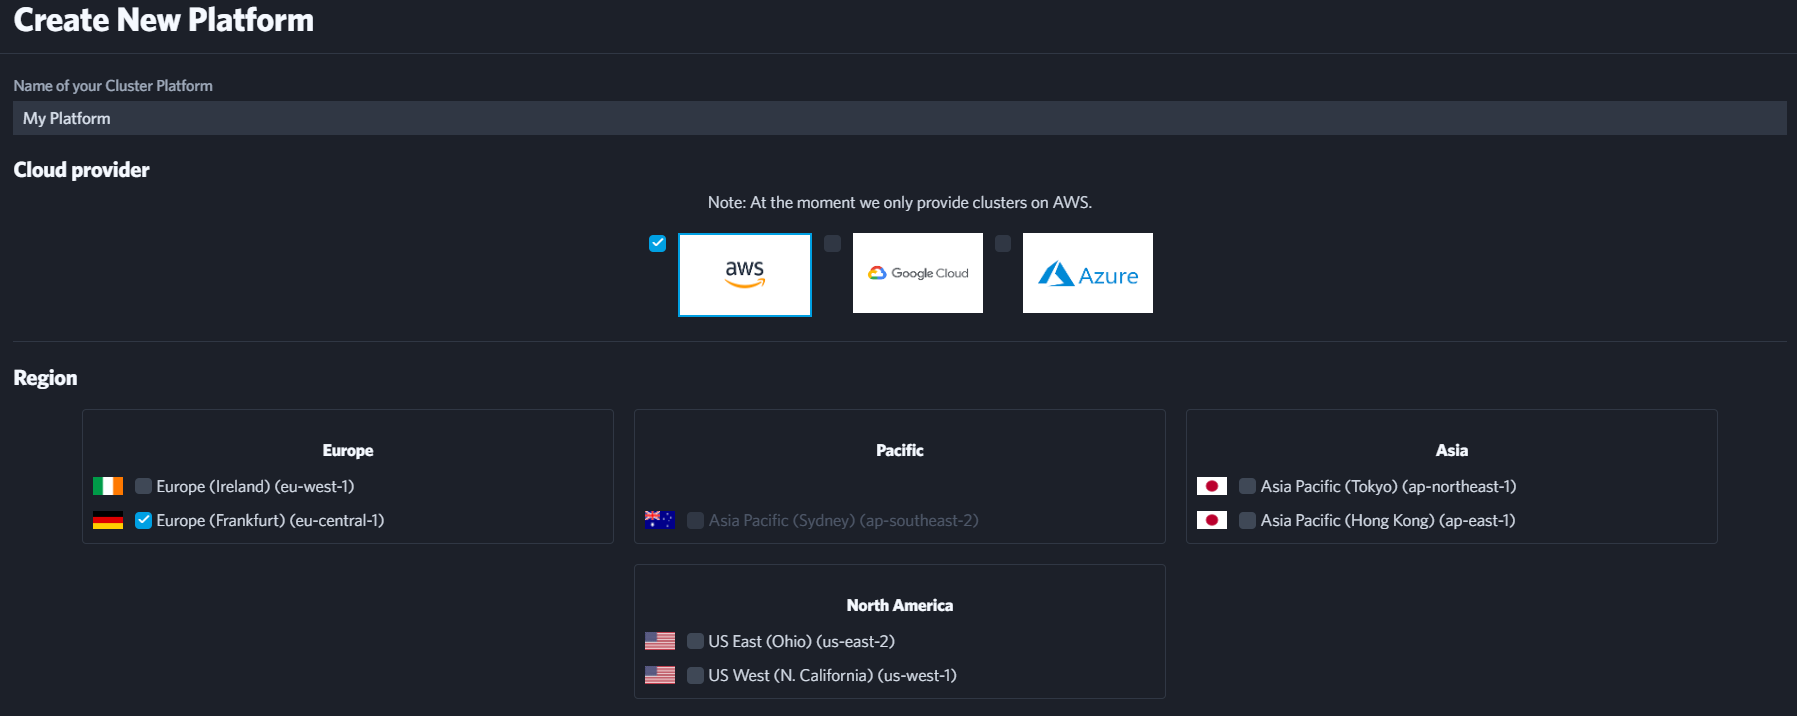 Create New Platform
Name of your Cluster Platform
My Platform
Cloud provider
Note: At the moment we only provide clusters on AWS.
aws
Google Cloud
Azure
Region
Europe
Europe (Ireland) (eu-west-1)
Europe (Frankfurt) (eu-central-1)
Pacific
Asia Pacific (Sydney) (ap-southeast-2)
Asia
Asia Pacific (Tokyo) (ap-northeast-1)
Asia Pacific (Hong Kong) (ap-east-1)
North America
US East (Ohio) (us-east-2)
US West (N. California) (us-west-1)